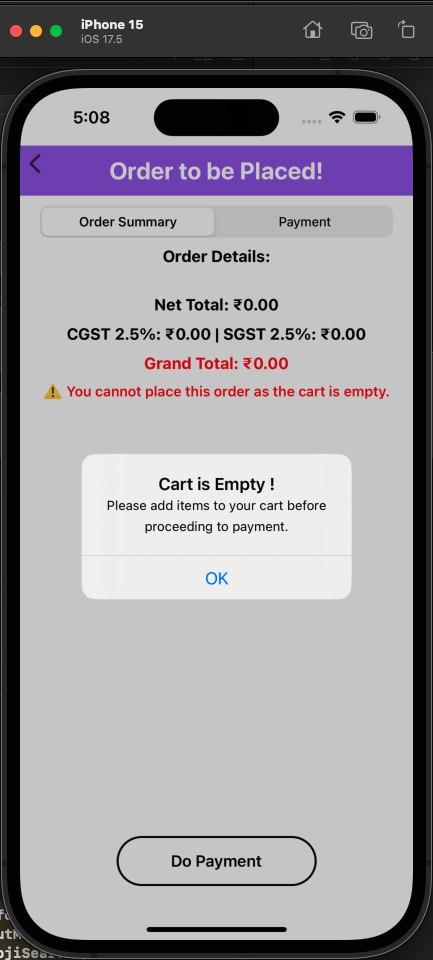 iPhone 15
iOS 17.5
5:08
Order to be Placed!
Order Summary
Payment
Order Details:
Net Total: ₹0.00
CGST 2.5%: ₹0.00 | SGST 2.5%: ₹0.00
Grand Total: ₹0.00
⚠️ You cannot place this order as the cart is empty.
Cart is Empty !
Please add items to your cart before
proceeding to payment.
OK
Do Payment